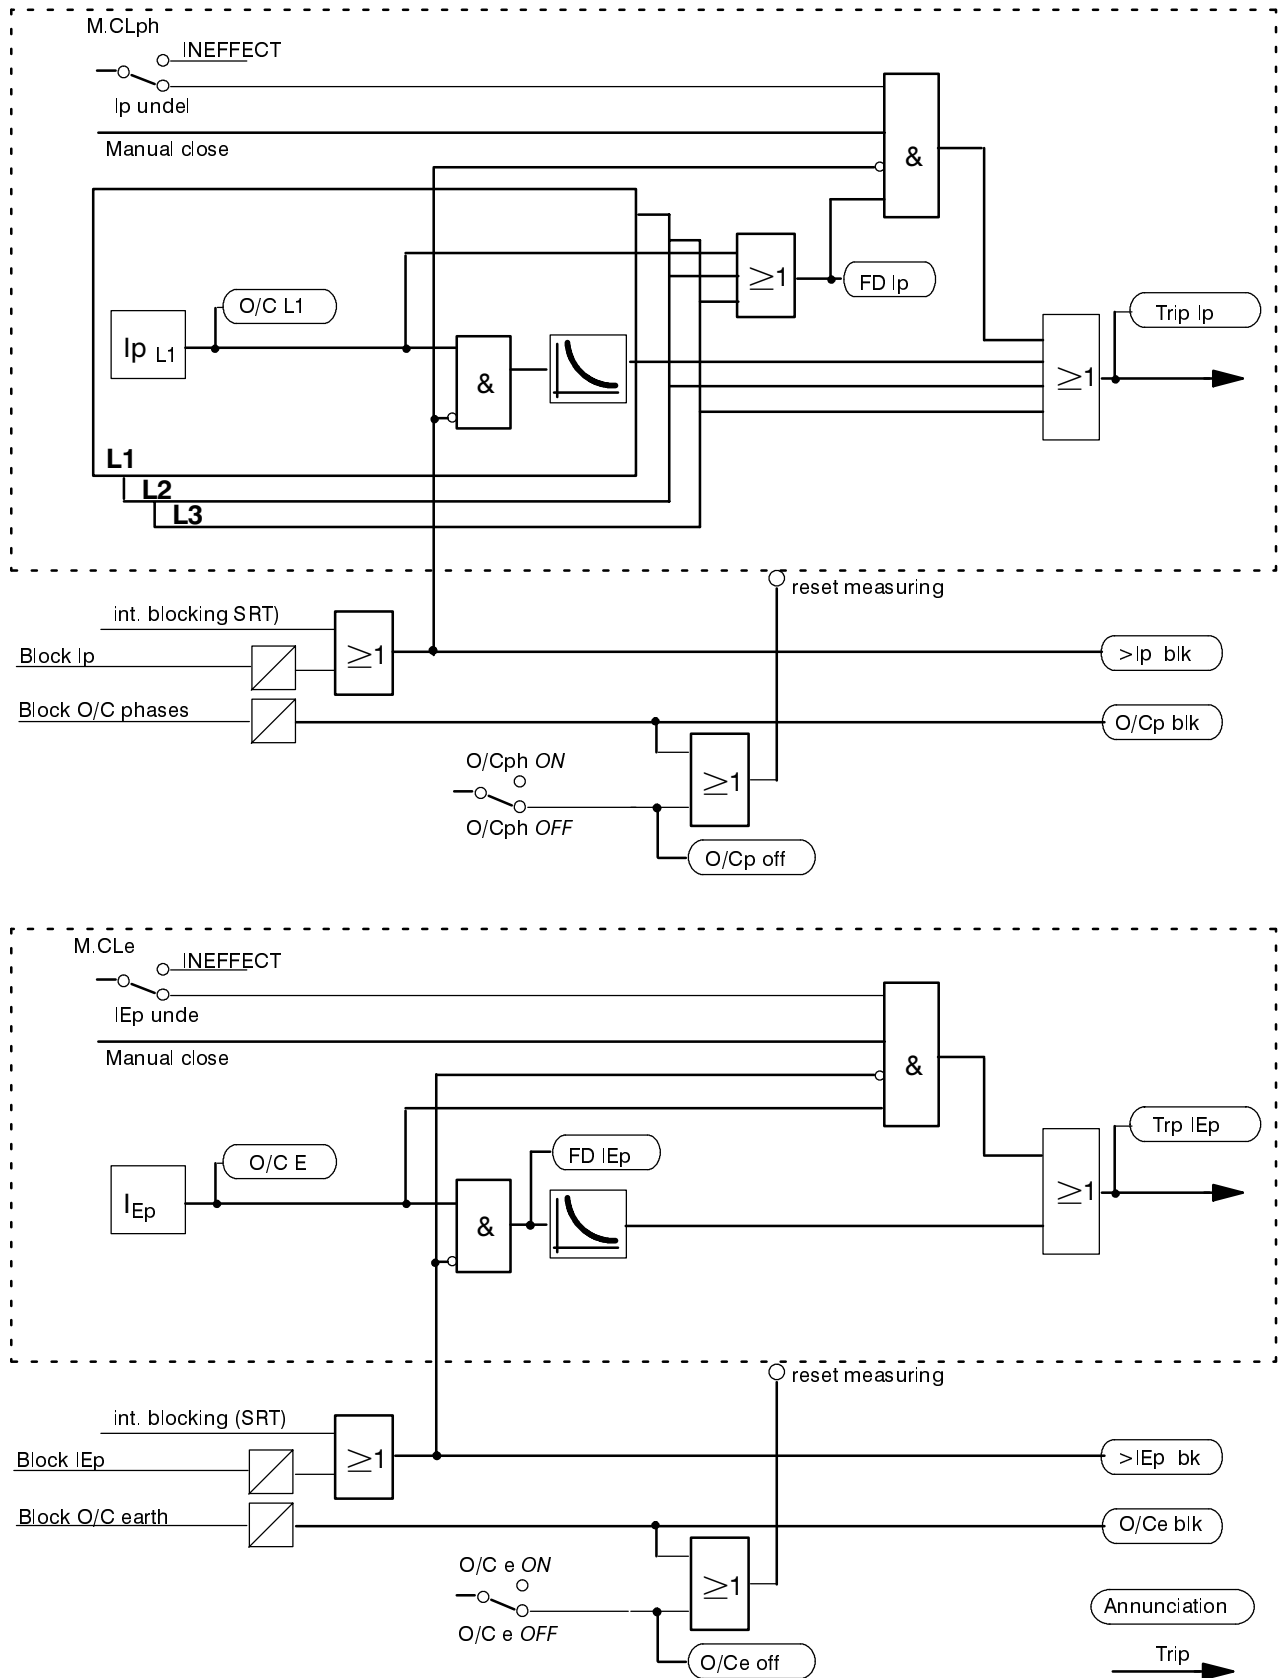 M.CLph
INEFFECT
Ip undel
Manual close
&
≥1
FD Ip
O/C L1
Trip Ip
Ip L1
&
≥1
L1
L2
L3
reset measuring
int. blocking SRT)
Block Ip
≥1
>Ip blk
Block O/C phases
O/Cp blk
O/Cph ON
≥1
O/Cph OFF
O/Cp off
M.CLe
INEFFECT
IEp unde
Manual close
&
Trp IEp
O/C E
FD IEp
IEp
&
≥1
reset measuring
int. blocking (SRT)
Block IEp
≥1
>IEp bk
Block O/C earth
O/Ce blk
O/C e ON
≥1
O/C e OFF
Annunciation
O/Ce off
Trip